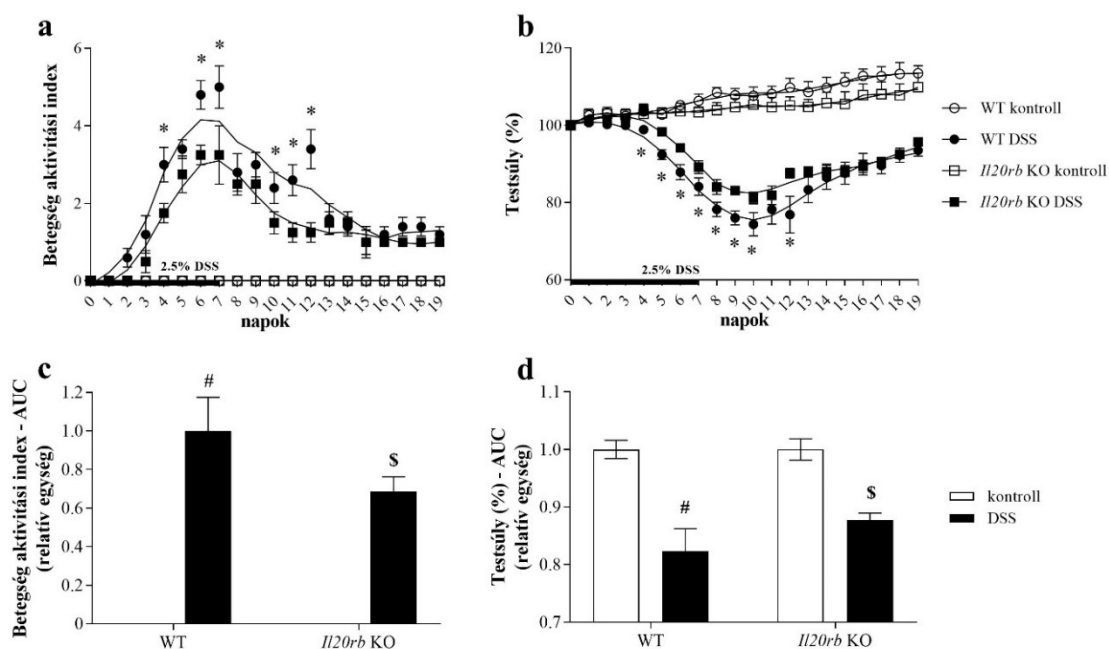 a
Betegség aktivitási index
6
4
2
0
*
*
*
*
*
*
2.5% DSS
0 1 2 3 4 5 6 7 8 9 10 11 12 13 14 15 16 17 18 19
napok
b
Testsúly (%)
120
100
80
60
*
*
*
*
*
*
*
*
2.5% DSS
0 1 2 3 4 5 6 7 8 9 10 11 12 13 14 15 16 17 18 19
napok
WT kontroll
WT DSS
Il20rb KO kontroll
Il20rb KO DSS
c
Betegség aktivitási index - AUC
(relatív egység)
1.2
1.0
0.8
0.6
0.4
0.2
0
#
$
WT Il20rb KO
d
Testsúly (%) - AUC
(relatív egység)
1.1
1.0
0.9
0.8
0.7
#
$
WT Il20rb KO
kontroll
DSS